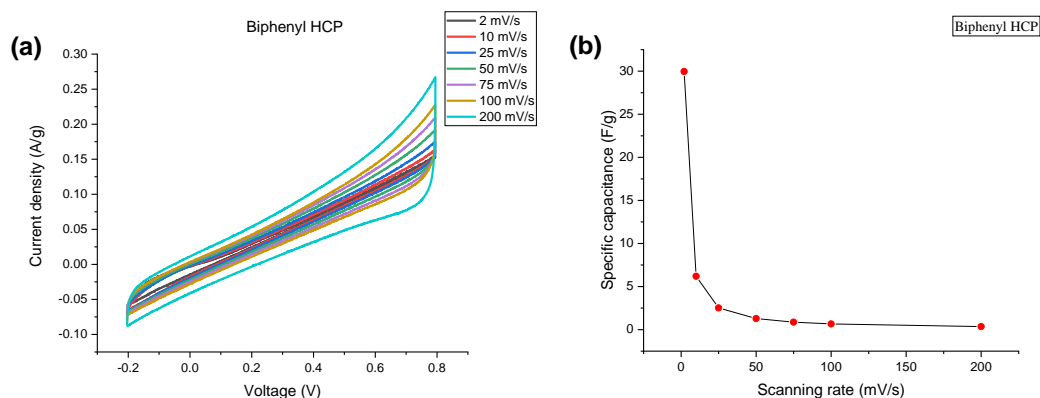 (a)
Biphenyl HCP
2 mV/s
10 mV/s
25 mV/s
50 mV/s
75 mV/s
100 mV/s
200 mV/s
0.30
0.25
0.20
0.15
0.10
0.05
0.00
-0.05
-0.10
Current density (A/g)
-0.2 0.0 0.2 0.4 0.6 0.8
Voltage (V)
(b)
Biphenyl HCP
30
25
20
15
10
5
0
Specific capacitance (F/g)
0 50 100 150 200
Scanning rate (mV/s)